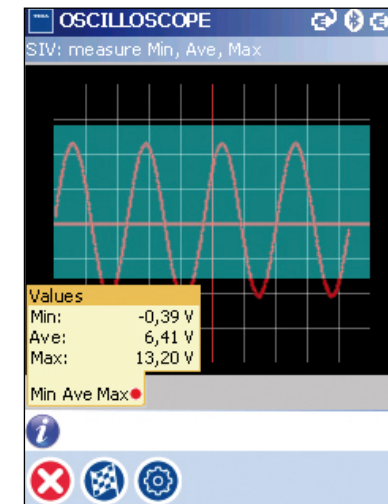 OSCILLOSCOPE
SIV: measure Min, Ave, Max
Values
Min: -0,39 V
Ave: 6,41 V
Max: 13,20 V
Min Ave Max
i